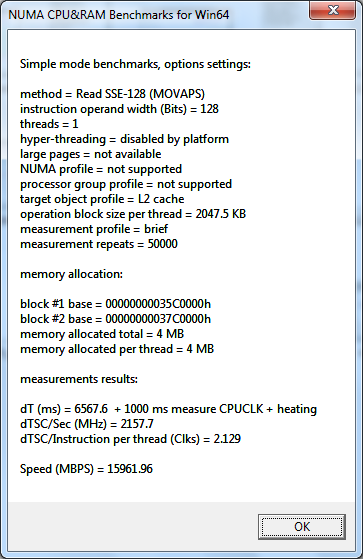 NUMA CPU&RAM Benchmarks for Win64
Simple mode benchmarks, options settings:
method = Read SSE-128 (MOVAPS)
instruction operand width (Bits) = 128
threads = 1
hyper-threading = disabled by platform
large pages = not available
NUMA profile = not supported
processor group profile = not supported
target object profile = L2 cache
operation block size per thread = 2047.5 KB
measurement profile = brief
measurement repeats = 50000
memory allocation:
block #1 base = 00000000035C0000h
block #2 base = 00000000037C0000h
memory allocated total = 4 MB
memory allocated per thread = 4 MB
measurements results:
dT (ms) = 6567.6  + 1000 ms measure CPUCLK + heating
dTSC/Sec (MHz) = 2157.7
dTSC/Instruction per thread (Clks) = 2.129
Speed (MBPS) = 15961.96
OK